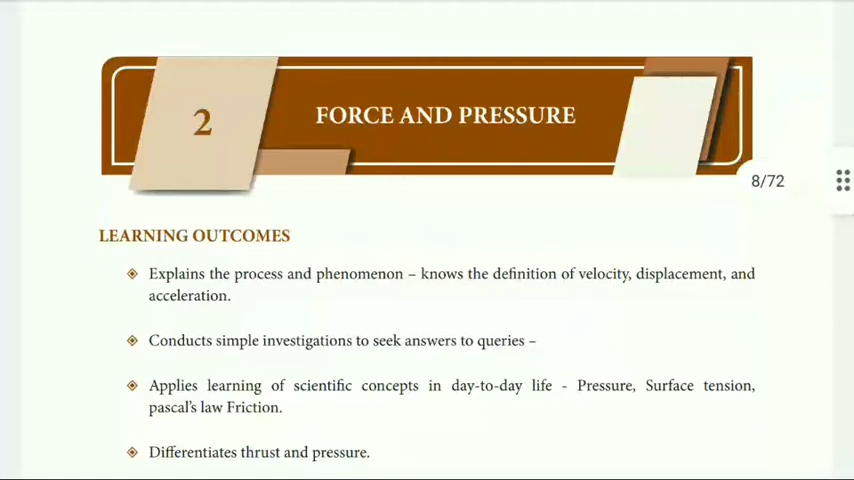 2
FORCE AND PRESSURE
8/72
LEARNING OUTCOMES
Explains the process and phenomenon – knows the definition of velocity, displacement, and
acceleration.
Conducts simple investigations to seek answers to queries –
Applies learning of scientific concepts in day-to-day life - Pressure, Surface tension,
pascal's law Friction.
Differentiates thrust and pressure.